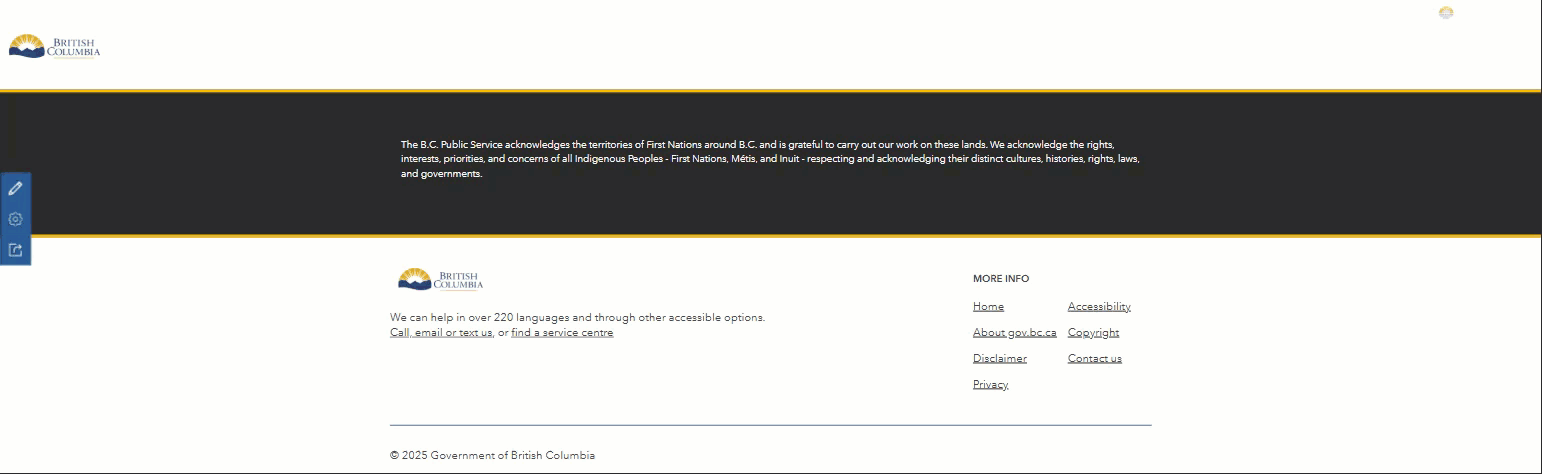 BRITISH
COLUMBIA
The B.C. Public Service acknowledges the territories of First Nations around B.C. and is grateful to carry out our work on these lands. We acknowledge the rights,
interests, priorities, and concerns of all Indigenous Peoples - First Nations, Métis, and Inuit - respecting and acknowledging their distinct cultures, histories, rights, laws,
and governments.
BRITISH
COLUMBIA
We can help in over 220 languages and through other accessible options.
Call, email or text us, or find a service centre
MORE INFO
Home Accessibility
About gov.bc.ca Copyright
Disclaimer Contact us
Privacy
© 2025 Government of British Columbia